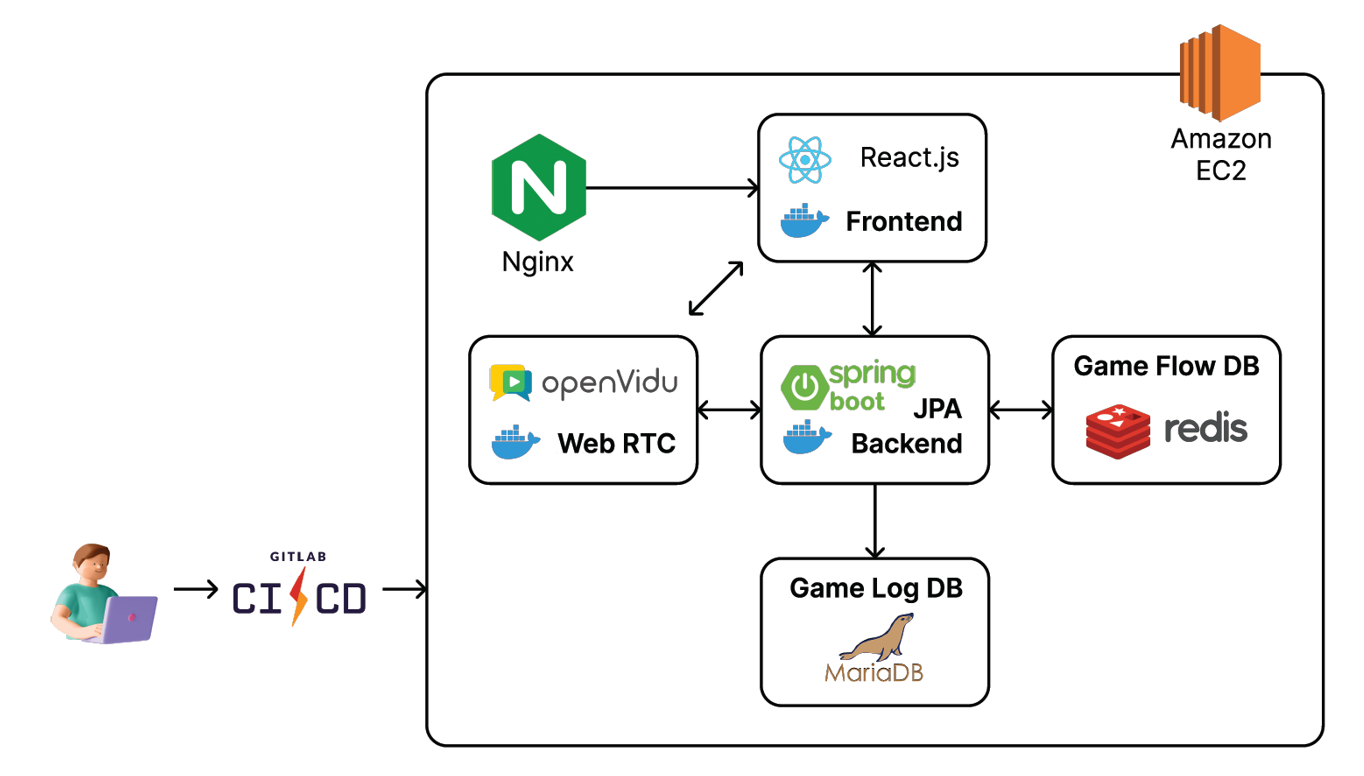 Amazon
EC2
React.js
Frontend
Nginx
openVidu
Web RTC
spring
boot
JPA
Backend
Game Flow DB
redis
GITLAB
CI CD
Game Log DB
MariaDB